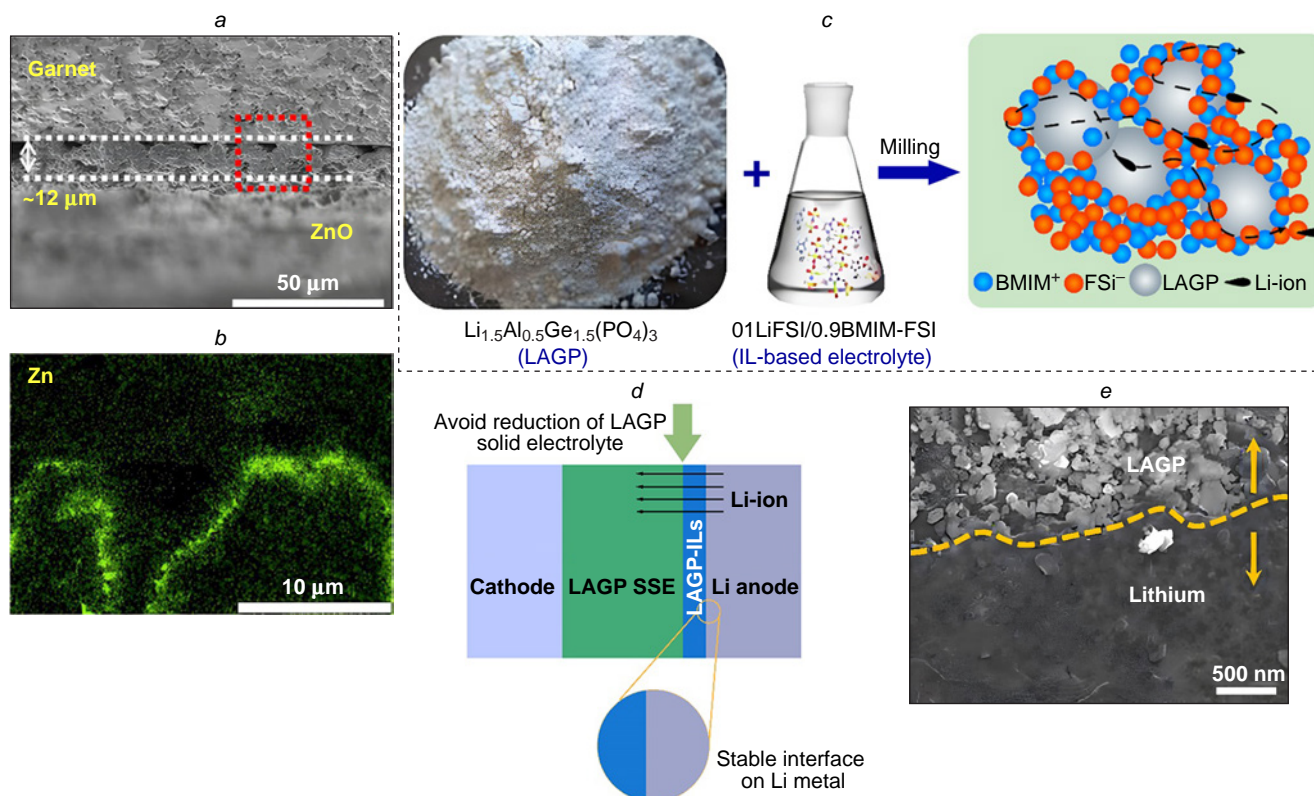 a
Garnet
~12 μm
ZnO
50 μm
b
Zn
10 μm
c
Milling
Li1.5Al0.5Ge1.5(PO4)3
(LAGP)
01LiFSI/0.9BMIM-FSI
(IL-based electrolyte)
BMIM+ FSi− LAGP Li-ion
d
Avoid reduction of LAGP
solid electrolyte
Li-ion
Cathode
LAGP SSE
LAGP-ILs
Li anode
Stable interface
on Li metal
e
LAGP
Lithium
500 nm